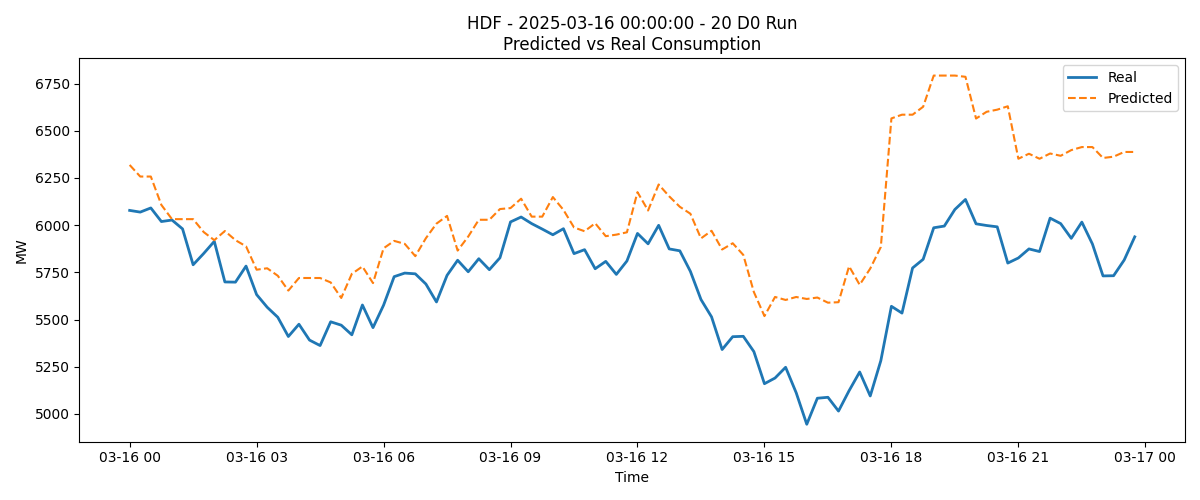 HDF - 2025-03-16 00:00:00 - 20 D0 Run
Predicted vs Real Consumption
Real
Predicted
MW
6750
6500
6250
6000
5750
5500
5250
5000
03-16 00
03-16 03
03-16 06
03-16 09
03-16 12
03-16 15
03-16 18
03-16 21
03-17 00
Time